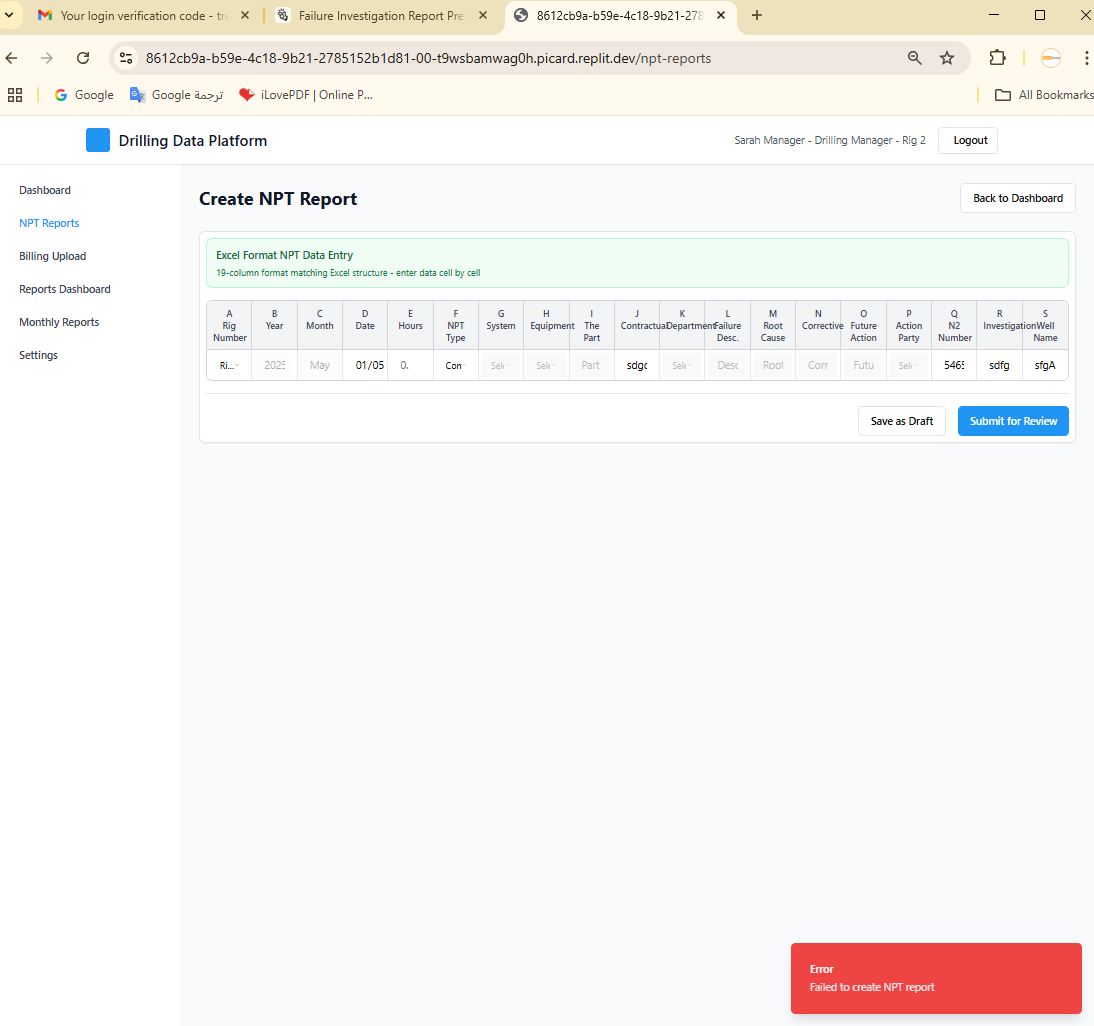 Your login verification code - tre
Failure Investigation Report Pre
8612cb9a-b59e-4c18-9b21-278
8612cb9a-b59e-4c18-9b21-2785152b1d81-00-t9wsbamwag0h.picard.replit.dev/npt-reports
Google
Google ترجمة
iLovePDF | Online P...
All Bookmarks
Drilling Data Platform
Sarah Manager - Drilling Manager - Rig 2
Logout
Dashboard
NPT Reports
Billing Upload
Reports Dashboard
Monthly Reports
Settings
Create NPT Report
Back to Dashboard
Excel Format NPT Data Entry
19-column format matching Excel structure - enter data cell by cell
A Rig Number
B Year
C Month
D Date
E Hours
F NPT Type
G System
H Equipment
I The Part
J Contractual
K Department
L Failure Desc.
M Root Cause
N Corrective
O Future Action
P Action Party
Q N2 Number
R Investigation
S Well Name
Ri... 2025 May 01/05 0. Con Sele Sele Part sdgc Sele Desc Root Corr Futu Sele 5465 sdfg sfgA
Save as Draft
Submit for Review
Error
Failed to create NPT report